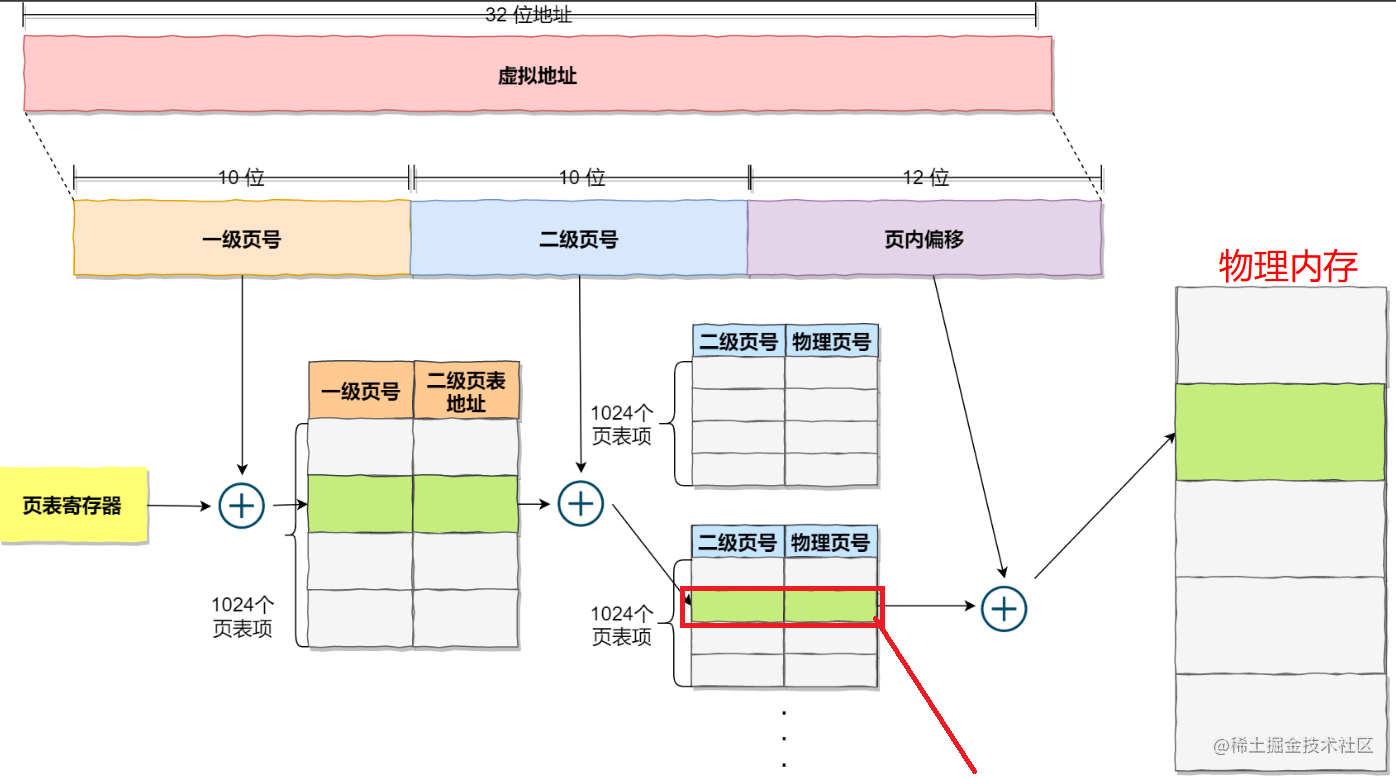 32 位地址
虚拟地址
10 位
10 位
12 位
一级页号
二级页号
页内偏移
物理内存
二级页号
物理页号
一级页号
二级页表
地址
1024个
页表项
页表寄存器
二级页号
物理页号
1024个
页表项
1024个
页表项
@稀土掘金技术社区